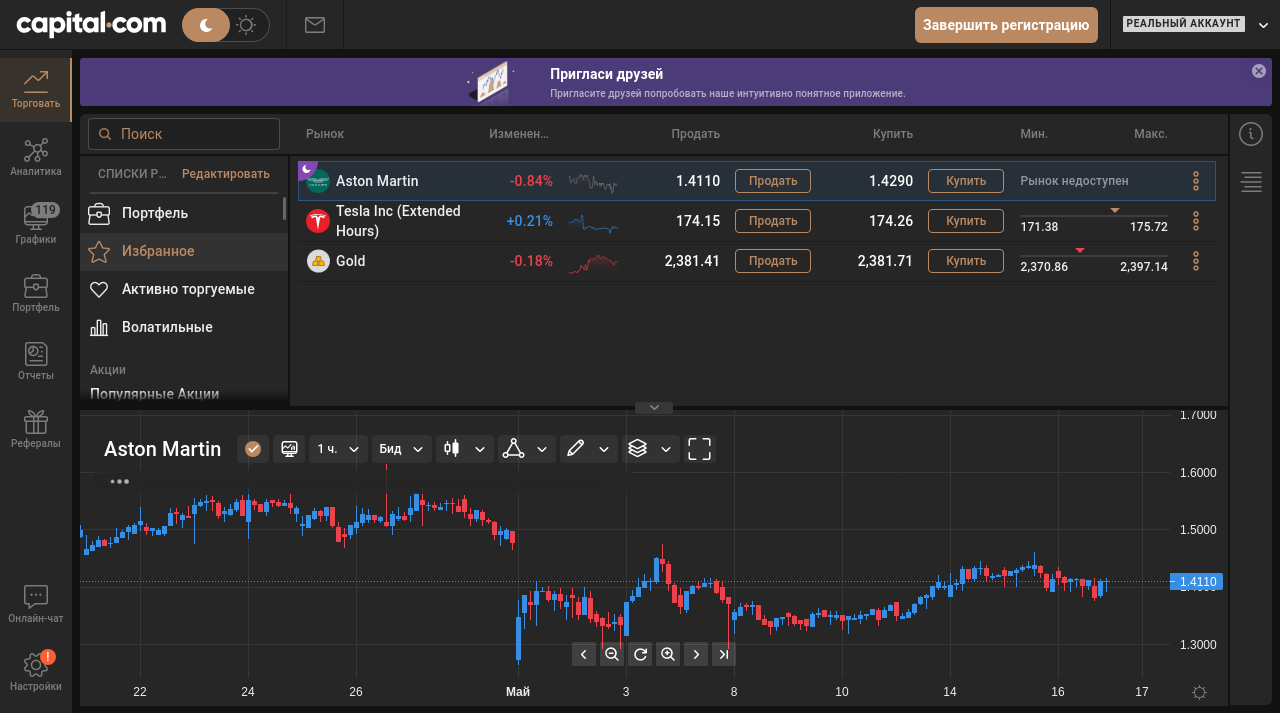 capital.com
Завершить регистрацию
РЕАЛЬНЫЙ АККАУНТ
Пригласи друзей
Пригласите друзей попробовать наше интуитивно понятное приложение.
Торговать
Аналитика
119
Графики
Портфель
Отчеты
Рефералы
Онлайн-чат
!
Настройки
Поиск
СПИСКИ Р... Редактировать
Портфель
Избранное
Активно торгуемые
Волатильные
Акции
Популярные Акции
Рынок Изменен... Продать Купить Мин. Макс.
Aston Martin -0.84% 1.4110 Продать 1.4290 Купить Рынок недоступен
Tesla Inc (Extended
Hours) +0.21% 174.15 Продать 174.26 Купить 171.38 175.72
Gold -0.18% 2,381.41 Продать 2,381.71 Купить 2,370.86 2,397.14
Aston Martin 1 ч. Бид
1.7000
1.6000
1.5000
1.4110
1.3000
22 24 26 Май 3 8 10 14 16 17